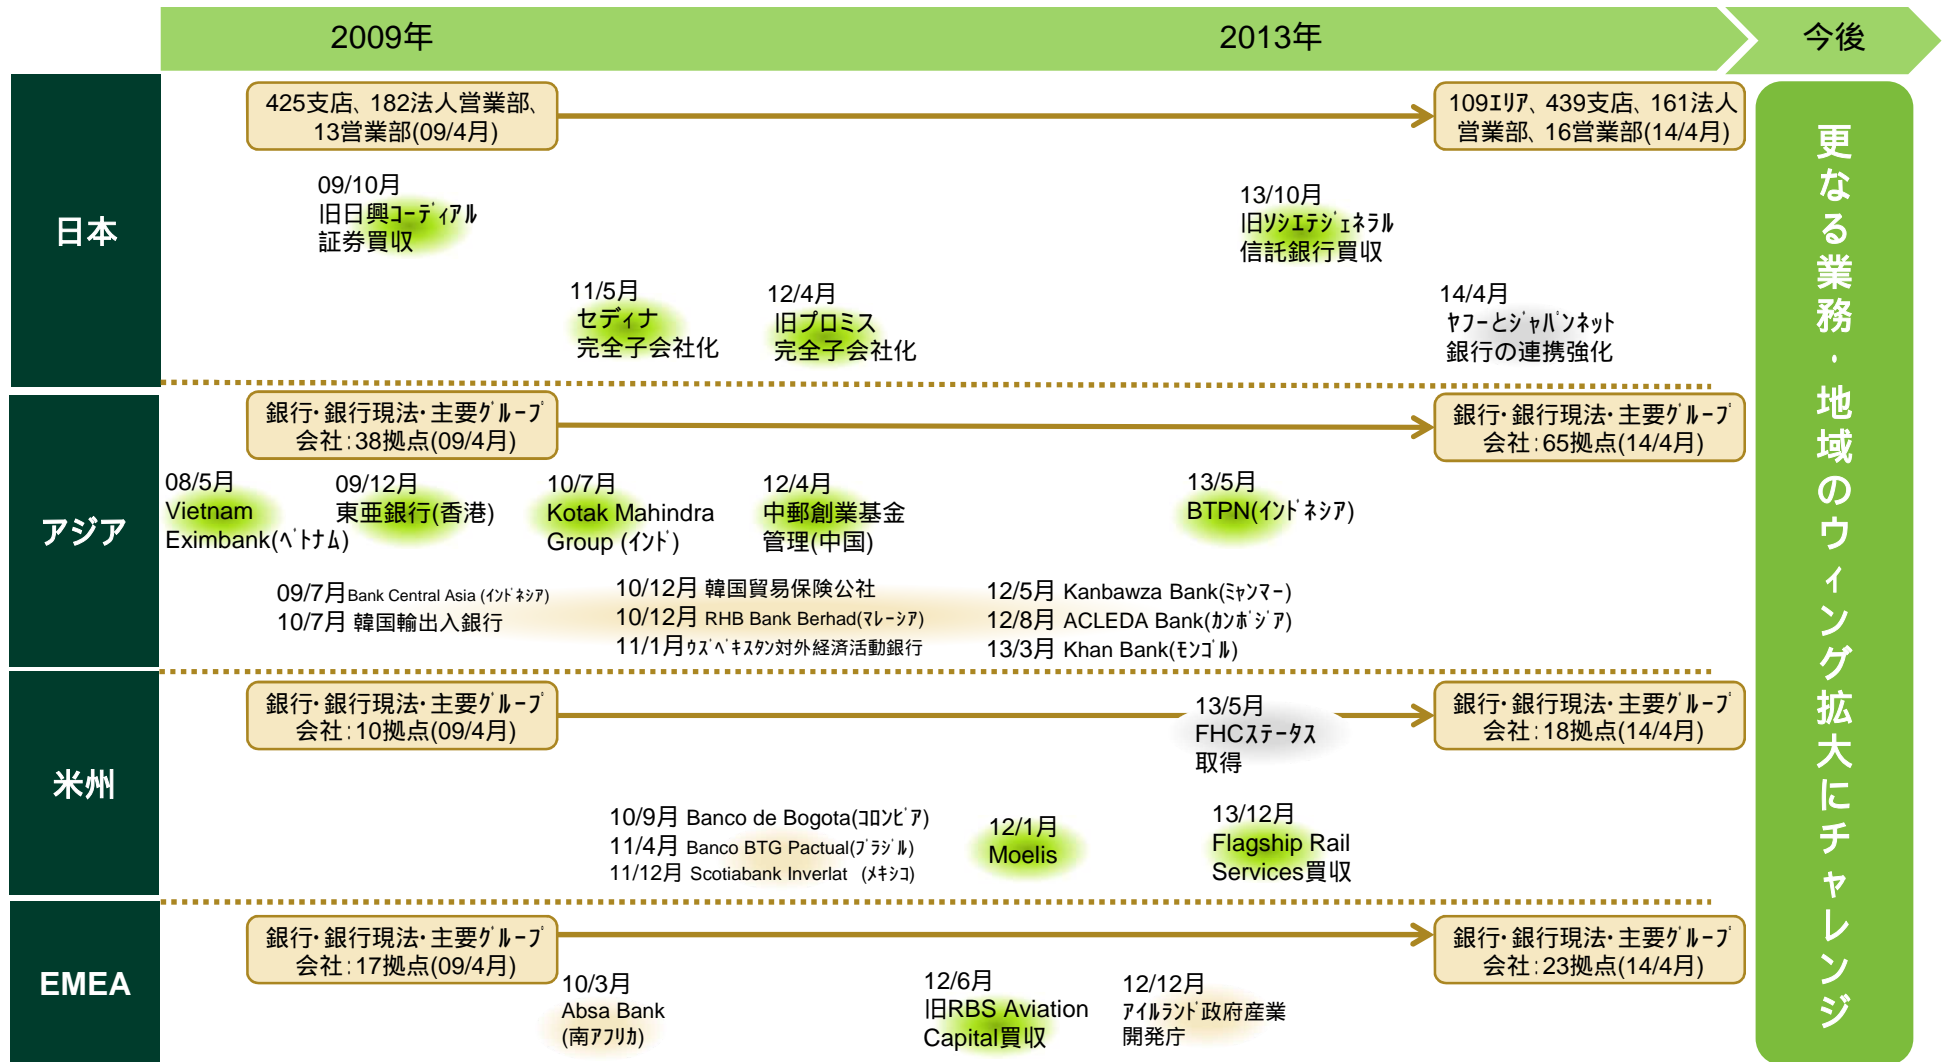 2009年
2013年
今後
日本
425支店、182法人営業部、
13営業部(09/4月)
109ｴﾘｱ、439支店、161法人
営業部、16営業部(14/4月)
09/10月
旧日興ｺｰﾃﾞｨｱﾙ
証券買収
13/10月
旧ｿｼｴﾃｼﾞｪﾈﾗﾙ
信託銀行買収
11/5月
セディナ
完全子会社化
12/4月
旧プロミス
完全子会社化
14/4月
ﾔﾌｰとｼﾞｬﾊﾟﾝﾈｯﾄ
銀行の連携強化
アジア
銀行･銀行現法･主要ｸﾞﾙｰﾌﾟ
会社：38拠点(09/4月)
銀行･銀行現法･主要ｸﾞﾙｰﾌﾟ
会社：65拠点(14/4月)
08/5月
Vietnam
Eximbank(ﾍﾞﾄﾅﾑ)
09/12月
東亜銀行(香港)
10/7月
Kotak Mahindra
Group (ｲﾝﾄﾞ)
12/4月
中郵創業基金
管理(中国)
13/5月
BTPN(ｲﾝﾄﾞﾈｼｱ)
09/7月Bank Central Asia (ｲﾝﾄﾞﾈｼｱ)
10/7月 韓国輸出入銀行
10/12月 韓国貿易保険公社
10/12月 RHB Bank Berhad(ﾏﾚｰｼｱ)
11/1月ｳｽﾞﾍﾞｷｽﾀﾝ対外経済活動銀行
12/5月 Kanbawza Bank(ﾐｬﾝﾏｰ)
12/8月 ACLEDA Bank(ｶﾝﾎﾞｼﾞｱ)
13/3月 Khan Bank(ﾓﾝｺﾞﾙ)
米州
銀行･銀行現法･主要ｸﾞﾙｰﾌﾟ
会社：10拠点(09/4月)
13/5月
FHCｽﾃｰﾀｽ
取得
銀行･銀行現法･主要ｸﾞﾙｰﾌﾟ
会社：18拠点(14/4月)
10/9月 Banco de Bogota(ｺﾛﾝﾋﾞｱ)
11/4月 Banco BTG Pactual(ﾌﾞﾗｼﾞﾙ)
11/12月 Scotiabank Inverlat (ﾒｷｼｺ)
12/1月
Moelis
13/12月
Flagship Rail
Services買収
EMEA
銀行･銀行現法･主要ｸﾞﾙｰﾌﾟ
会社：17拠点(09/4月)
銀行･銀行現法･主要ｸﾞﾙｰﾌﾟ
会社：23拠点(14/4月)
10/3月
Absa Bank
(南ｱﾌﾘｶ)
12/6月
旧RBS Aviation
Capital買収
12/12月
ｱｲﾙﾗﾝﾄﾞ政府産業
開発庁
更なる業務・地域のウィング拡大にチャレンジ